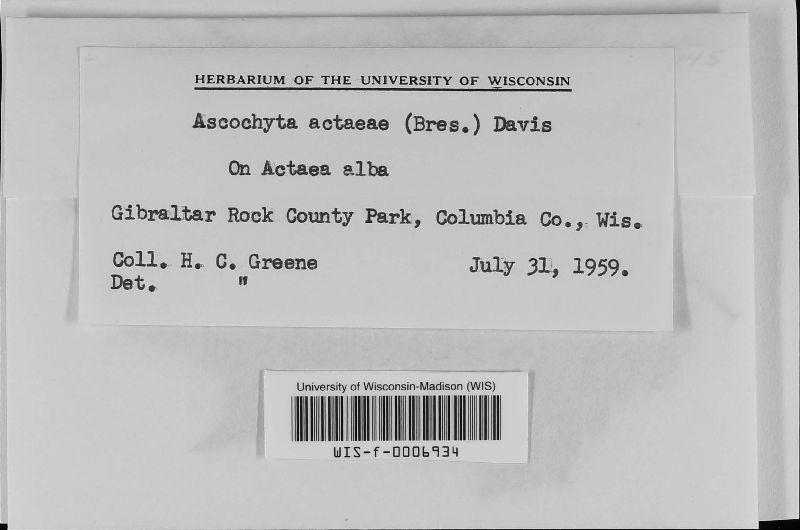 HERBARIUM OF THE UNIVERSITY OF WISCONSIN
Ascochyta actaeae (Bres.) Davis
On Actaea alba
Gibraltar Rock County Park, Columbia Co., Wis.
Coll. H. C. Greene July 31, 1959.
Det. "
University of Wisconsin-Madison (WIS)
WIS-f-0006934